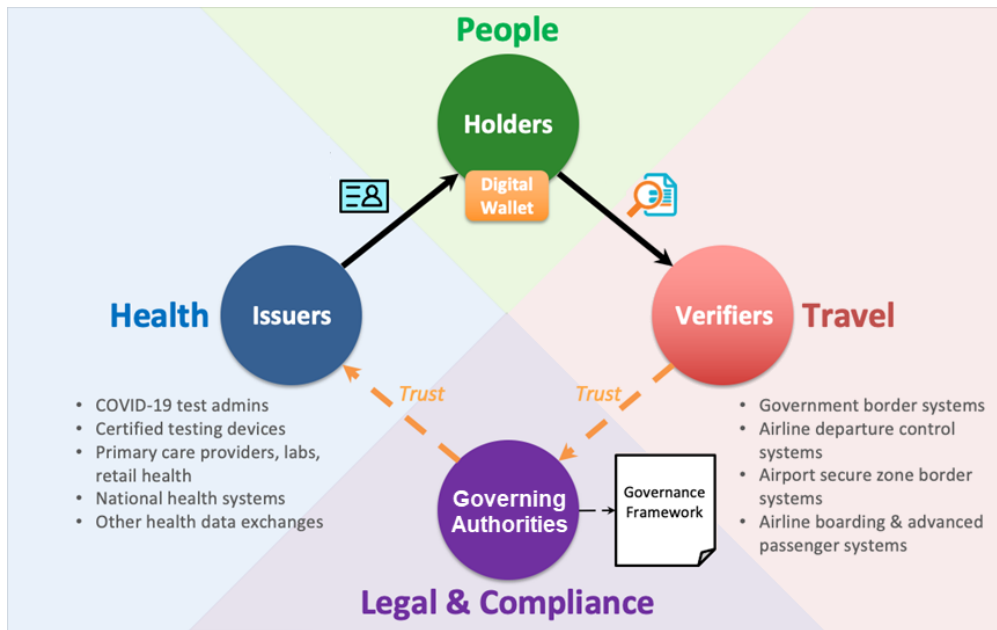 People
Holders
Digital
Wallet
Health
Issuers
Verifiers
Travel
Trust
Trust
• COVID-19 test admins
• Certified testing devices
• Primary care providers, labs,
retail health
• National health systems
• Other health data exchanges
• Government border systems
• Airline departure control
systems
• Airport secure zone border
systems
• Airline boarding & advanced
passenger systems
Governing
Authorities
Governance
Framework
Legal & Compliance